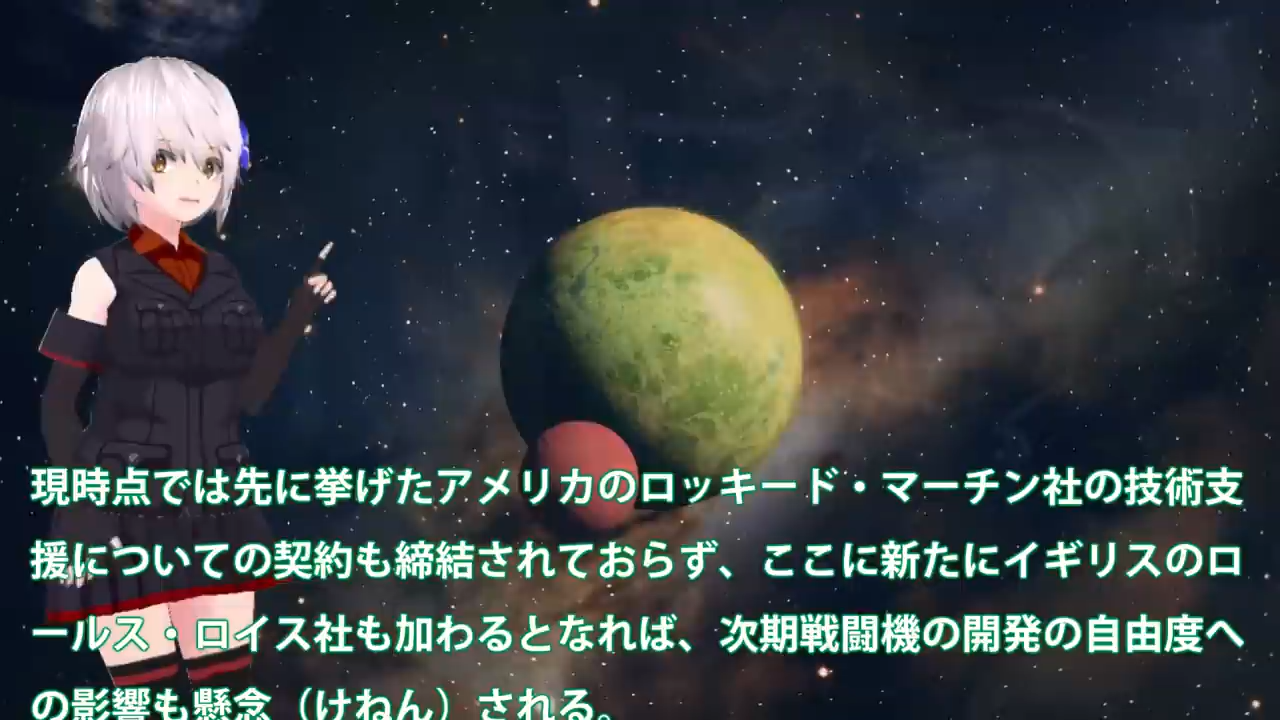 現時点では先に挙げたアメリカのロッキード・マーチン社の技術支
援についての契約も締結されておらず、ここに新たにイギリスのロ
ールス・ロイス社も加わるとなれば、次期戦闘機の開発の自由度へ
の影響も懸念（けねん）される。